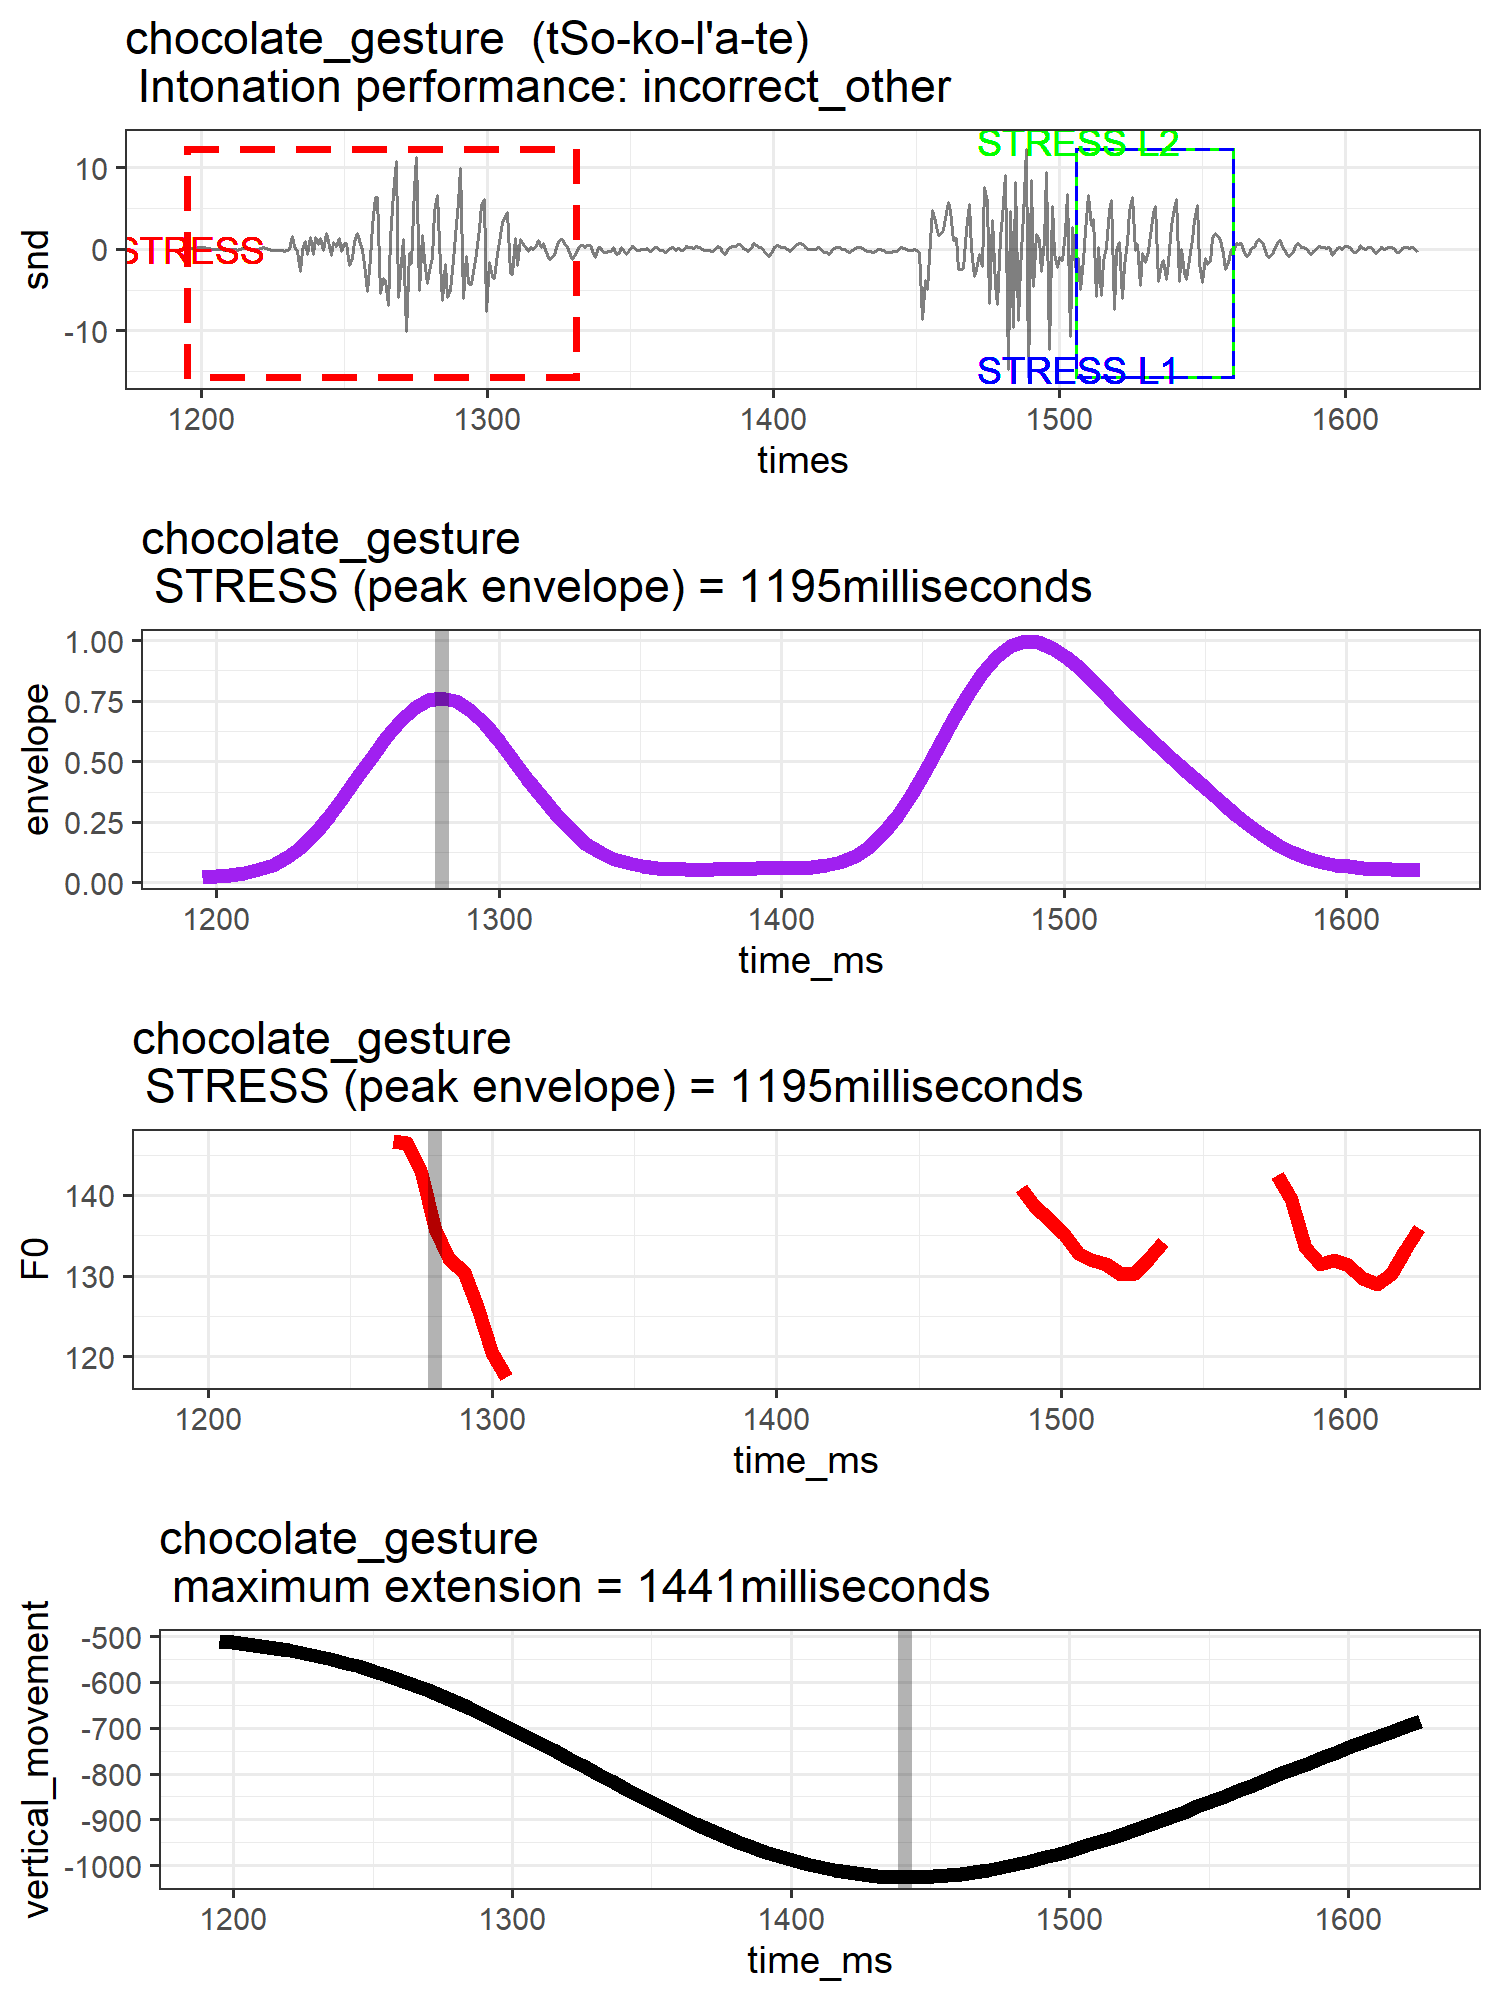 chocolate_gesture (tSo-ko-l'a-te)
Intonation performance: incorrect_other
snd
10
0
-10
STRESS
STRESS L2
STRESS L1
1200 1300 1400 1500 1600
times
chocolate_gesture
STRESS (peak envelope) = 1195milliseconds
envelope
1.00
0.75
0.50
0.25
0.00
1200 1300 1400 1500 1600
time_ms
chocolate_gesture
STRESS (peak envelope) = 1195milliseconds
F0
140
130
120
1200 1300 1400 1500 1600
time_ms
chocolate_gesture
maximum extension = 1441milliseconds
vertical_movement
-500
-600
-700
-800
-900
-1000
1200 1300 1400 1500 1600
time_ms